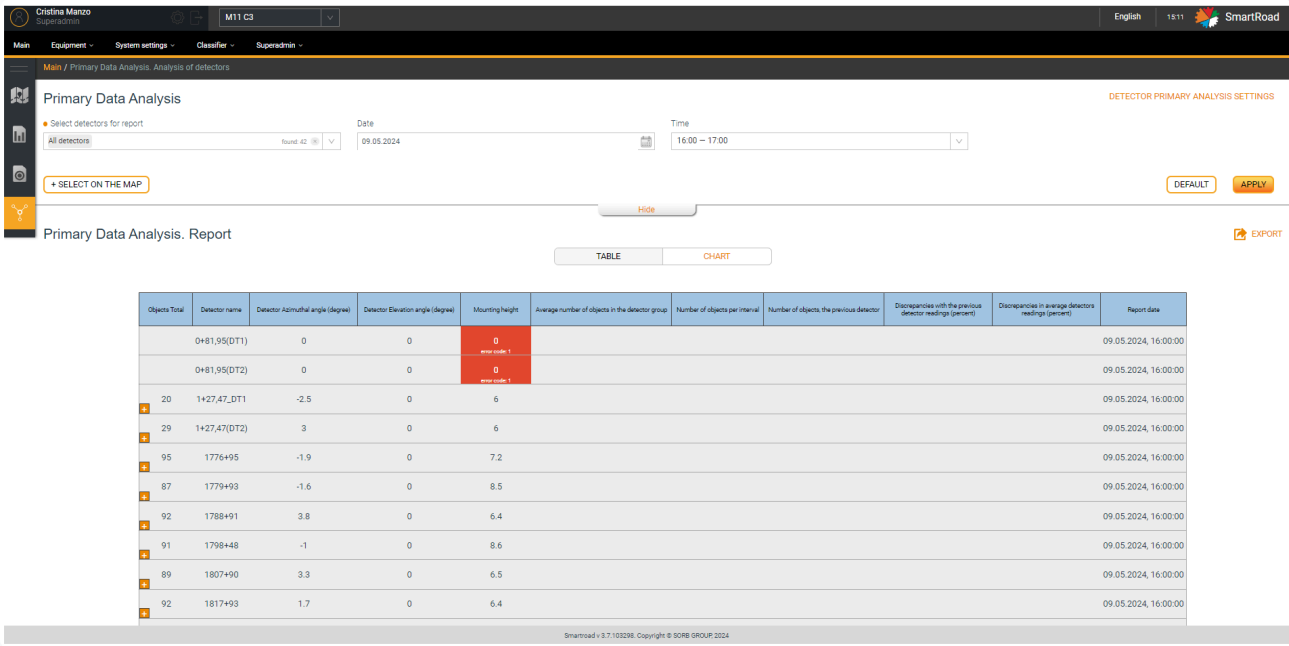 Cristina Manzo
Superadmin
M11 C3
English
15:11
SmartRoad
Main
Equipment
System settings
Classifier
Superadmin
Main / Primary Data Analysis. Analysis of detectors
Primary Data Analysis
DETECTOR PRIMARY ANALYSIS SETTINGS
Select detectors for report
Date
Time
All detectors
found: 42
09.05.2024
16:00 — 17:00
+ SELECT ON THE MAP
DEFAULT
APPLY
Hide
Primary Data Analysis. Report
EXPORT
TABLE
CHART
Objects Total
Detector name
Detector Azimuthal angle (degree)
Detector Elevation angle (degree)
Mounting height
Average number of objects in the detector group
Number of objects per interval
Number of objects, the previous detector
Discrepancies with the previous
detector readings (percent)
Discrepancies in average detectors
readings (percent)
Report date
0+81,95(DT1) 0 0 0 09.05.2024, 16:00:00
error code: 1
0+81,95(DT2) 0 0 0 09.05.2024, 16:00:00
error code: 1
20 1+27,47_DT1 -2.5 0 6 09.05.2024, 16:00:00
29 1+27,47(DT2) 3 0 6 09.05.2024, 16:00:00
95 1776+95 -1.9 0 7.2 09.05.2024, 16:00:00
87 1779+93 -1.6 0 8.5 09.05.2024, 16:00:00
92 1788+91 3.8 0 6.4 09.05.2024, 16:00:00
91 1798+48 -1 0 8.6 09.05.2024, 16:00:00
89 1807+90 3.3 0 6.5 09.05.2024, 16:00:00
92 1817+93 1.7 0 6.4 09.05.2024, 16:00:00
Smartroad v 3.7.103298. Copyright © SORB GROUP, 2024